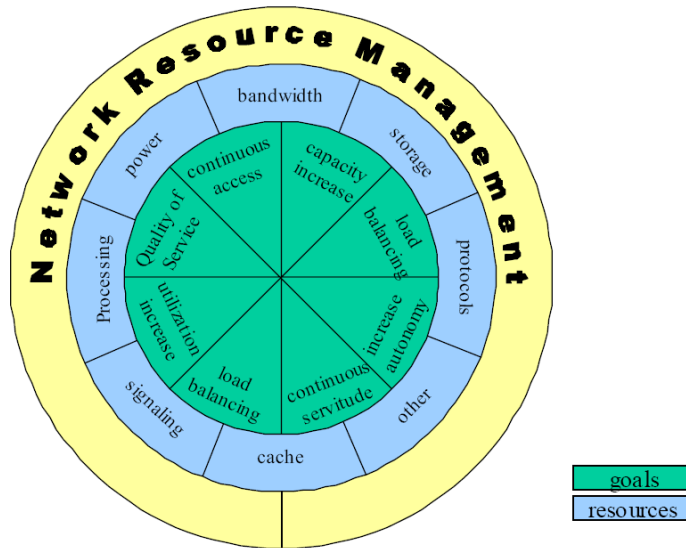 Network Resource Management
bandwidth
storage
protocols
other
cache
signaling
Processing
power
continuous
access
capacity
increase
load
balancing
increase
autonomy
continuous
servitude
load
balancing
utilization
increase
Quality of
Service
goals
resources